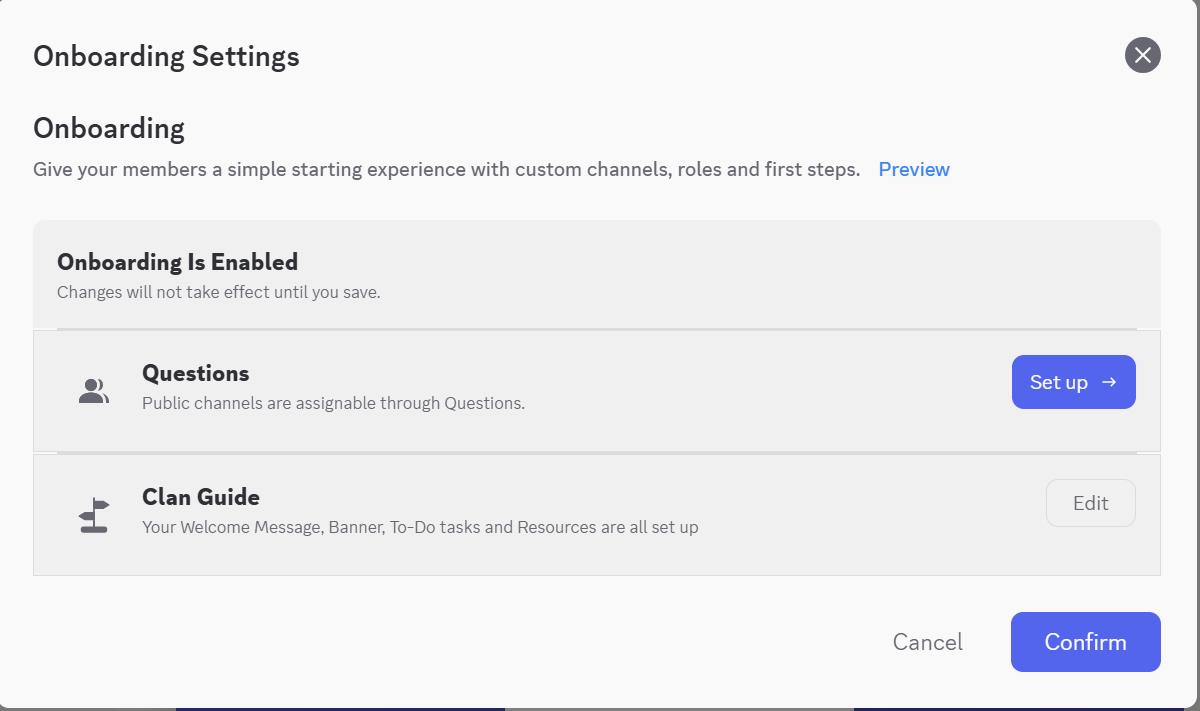 Onboarding Settings
Onboarding
Give your members a simple starting experience with custom channels, roles and first steps. Preview
Onboarding Is Enabled
Changes will not take effect until you save.
Questions
Public channels are assignable through Questions.
Set up →
Clan Guide
Your Welcome Message, Banner, To-Do tasks and Resources are all set up
Edit
Cancel
Confirm